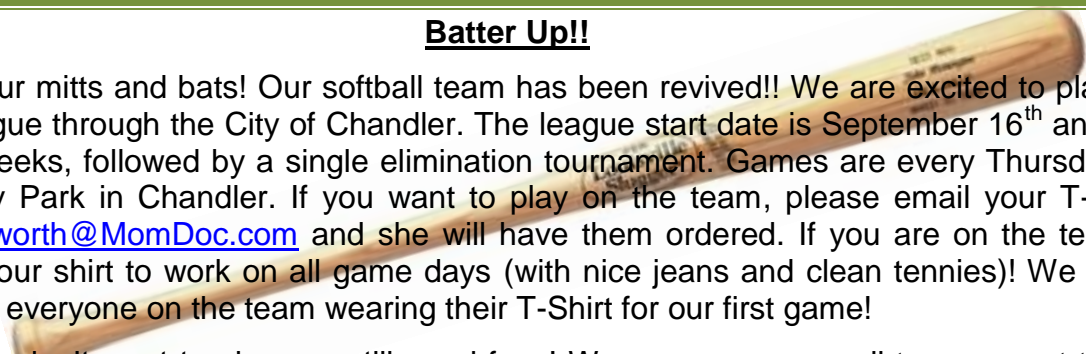 Batter Up!!
ur mitts and bats! Our softball team has been revived!! We are excited to pla
gue through the City of Chandler. The league start date is September 16th an
eeks, followed by a single elimination tournament. Games are every Thursd
y Park in Chandler. If you want to play on the team, please email your T-
worth@MomDoc.com and she will have them ordered. If you are on the te
our shirt to work on all game days (with nice jeans and clean tennies)! We
everyone on the team wearing their T-Shirt for our first game!